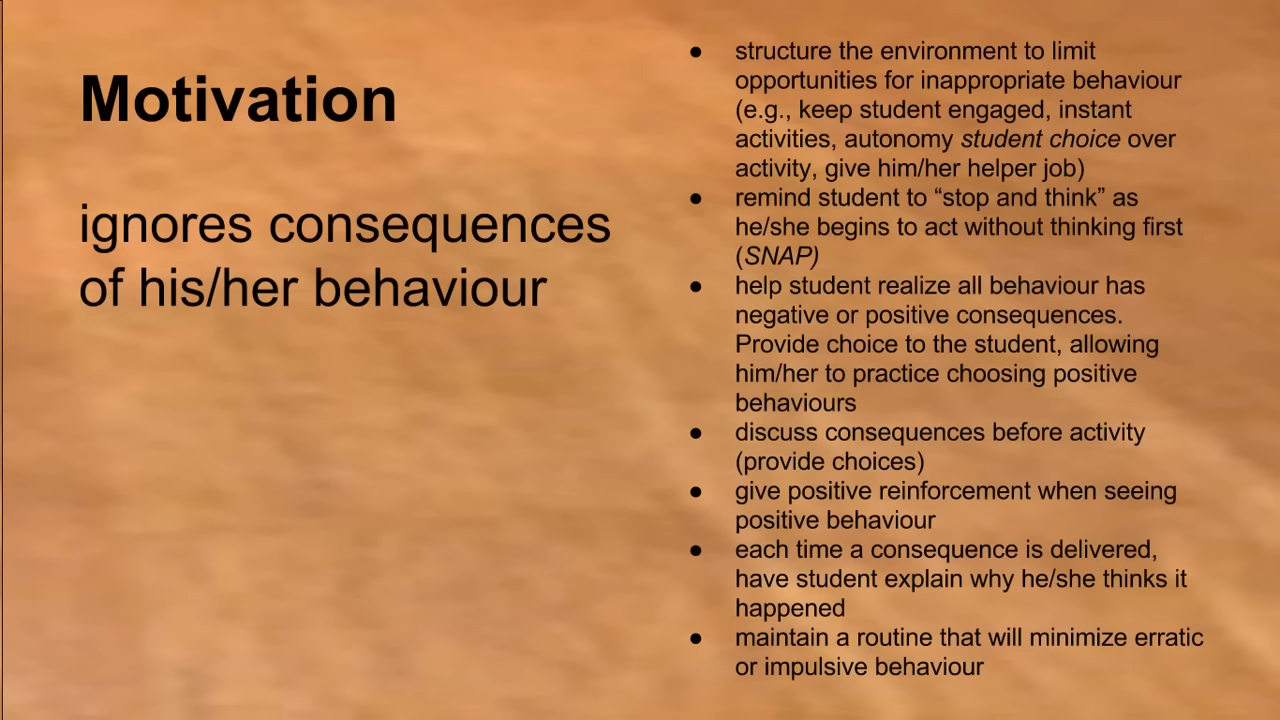 Motivation
ignores consequences
of his/her behaviour
● structure the environment to limit
opportunities for inappropriate behaviour
(e.g., keep student engaged, instant
activities, autonomy student choice over
activity, give him/her helper job)
● remind student to “stop and think” as
he/she begins to act without thinking first
(SNAP)
● help student realize all behaviour has
negative or positive consequences.
Provide choice to the student, allowing
him/her to practice choosing positive
behaviours
● discuss consequences before activity
(provide choices)
● give positive reinforcement when seeing
positive behaviour
● each time a consequence is delivered,
have student explain why he/she thinks it
happened
● maintain a routine that will minimize erratic
or impulsive behaviour